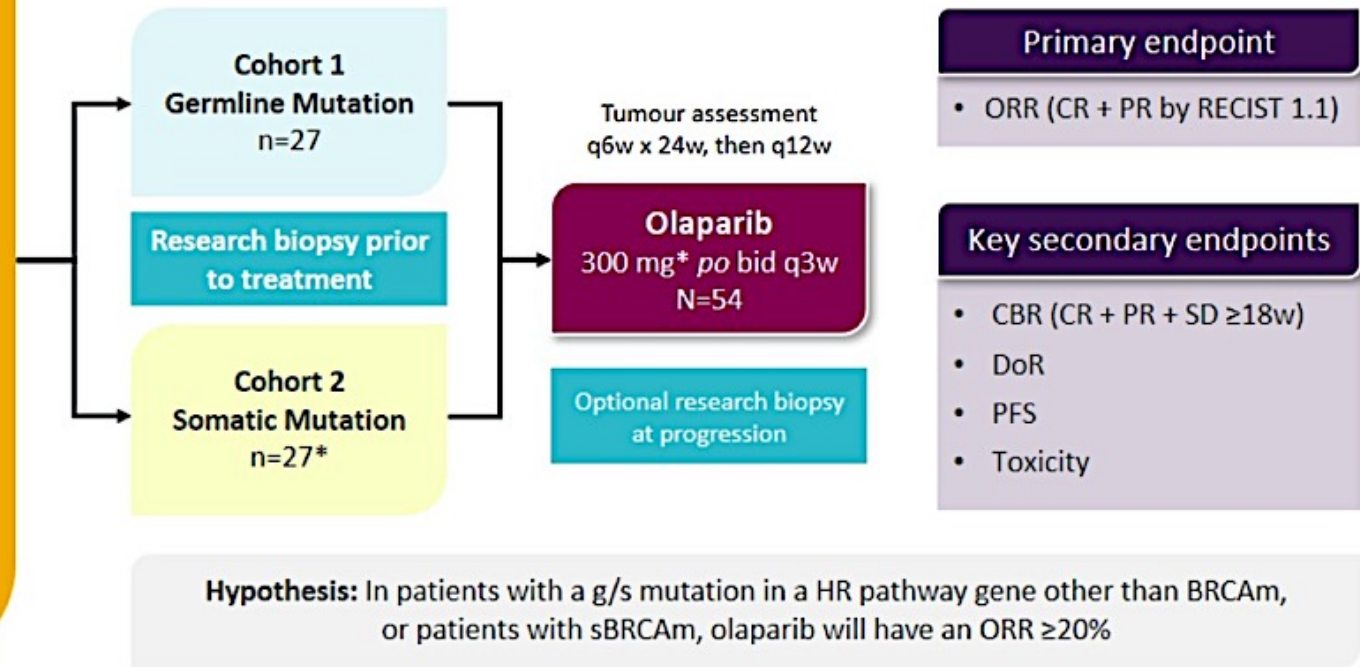 Cohort 1
Germline Mutation
n=27
Research biopsy prior
to treatment
Cohort 2
Somatic Mutation
n=27*
Tumour assessment
q6w x 24w, then q12w
Olaparib
300 mg* po bid q3w
N=54
Optional research biopsy
at progression
Primary endpoint
• ORR (CR + PR by RECIST 1.1)
Key secondary endpoints
• CBR (CR + PR + SD ≥18w)
• DoR
• PFS
• Toxicity
Hypothesis: In patients with a g/s mutation in a HR pathway gene other than BRCAm,
or patients with sBRCAm, olaparib will have an ORR ≥20%